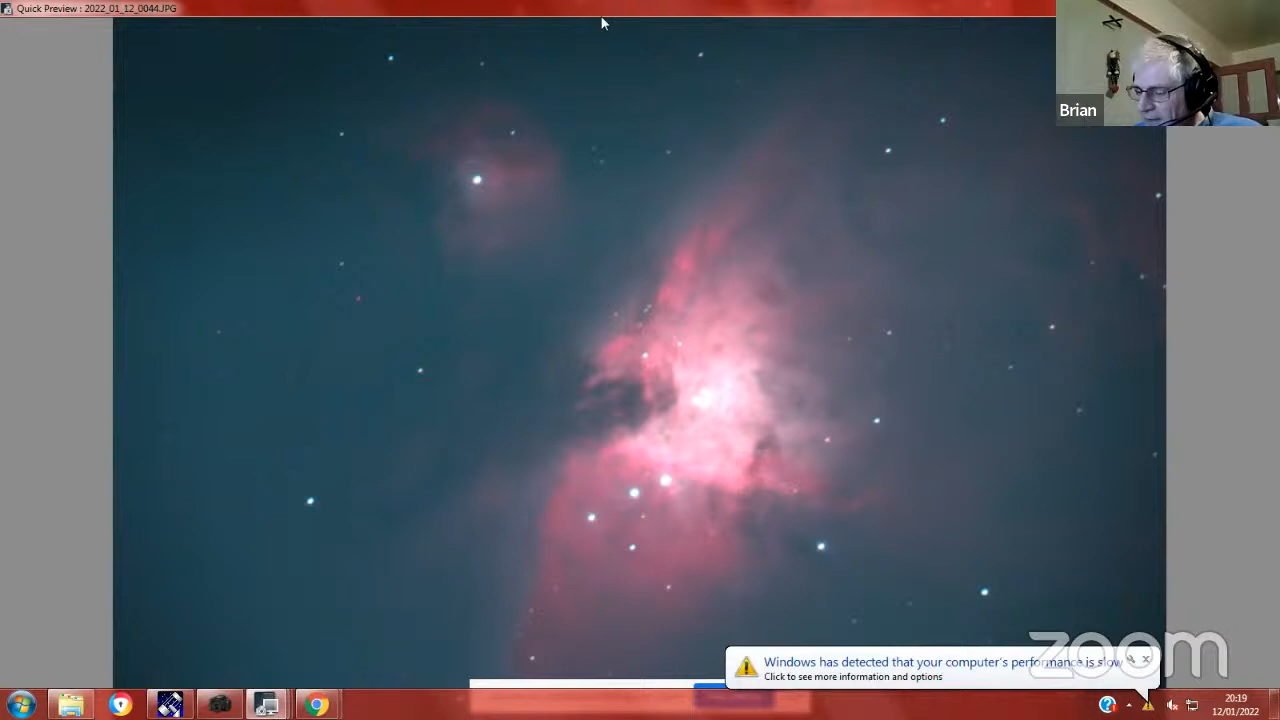 Quick Preview : 2022_01_12_0044.JPG
Brian
zoom
Windows has detected that your computer's performance is slow
Click to see more information and options
20:19
12/01/2022